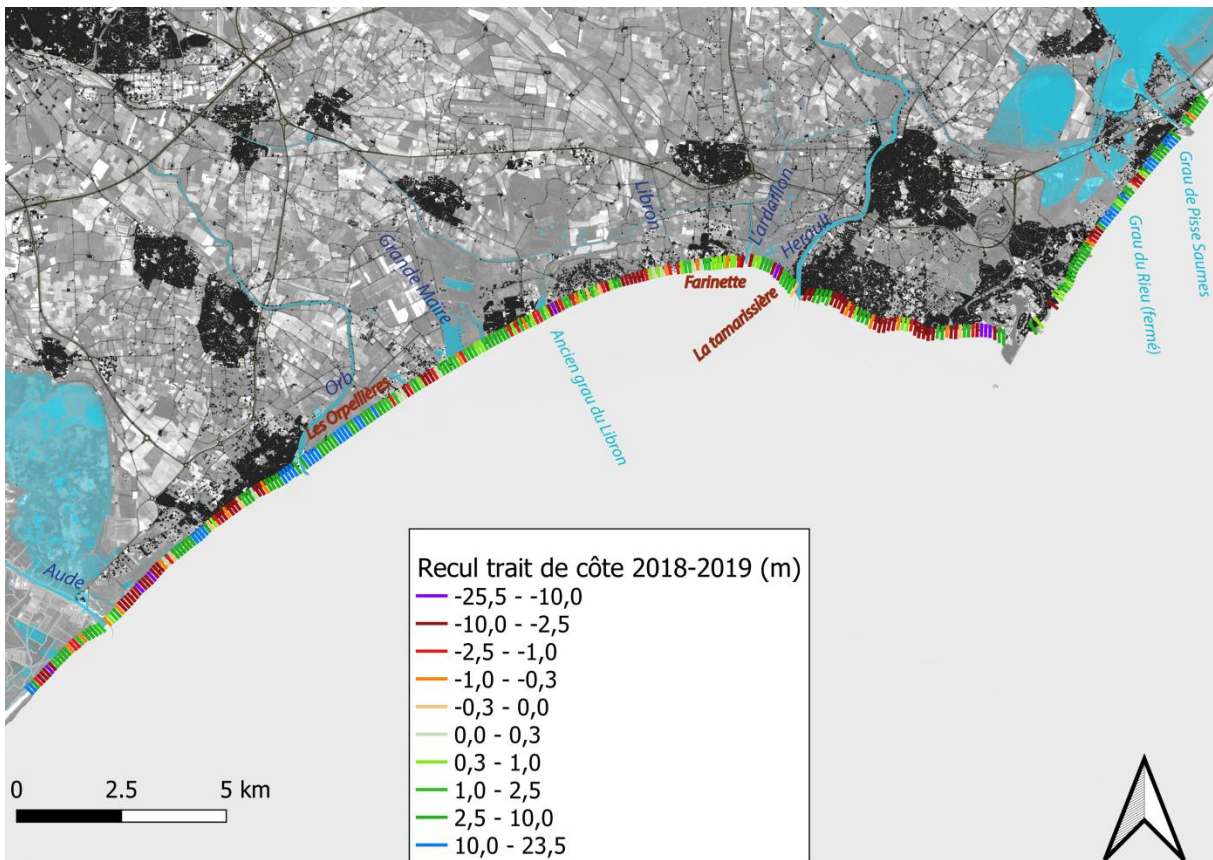 Grau de Pisse Saumes
Grau du Rieu (fermé)
Libron
Lardaillon
Herault
Grande Maïre
Farinette
La tamarissière
Ancien grau du Libron
Orb
Les Orpellières
Aude
Recul trait de côte 2018-2019 (m)
-25,5 - -10,0
-10,0 - -2,5
-2,5 - -1,0
-1,0 - -0,3
-0,3 - 0,0
0,0 - 0,3
0,3 - 1,0
1,0 - 2,5
2,5 - 10,0
10,0 - 23,5
0 2.5 5 km